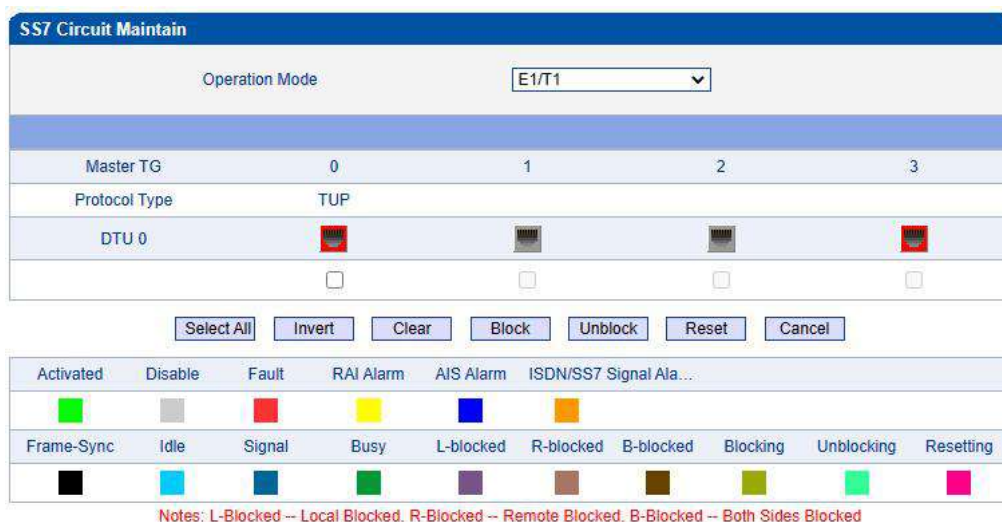 SS7 Circuit Maintain
Operation Mode E1/T1
Master TG 0 1 2 3
Protocol Type TUP
DTU 0
Select All Invert Clear Block Unblock Reset Cancel
Activated Disable Fault RAI Alarm AIS Alarm ISDN/SS7 Signal Ala...
Frame-Sync Idle Signal Busy L-blocked R-blocked B-blocked Blocking Unblocking Resetting
Notes: L-Blocked -- Local Blocked, R-Blocked -- Remote Blocked, B-Blocked -- Both Sides Blocked